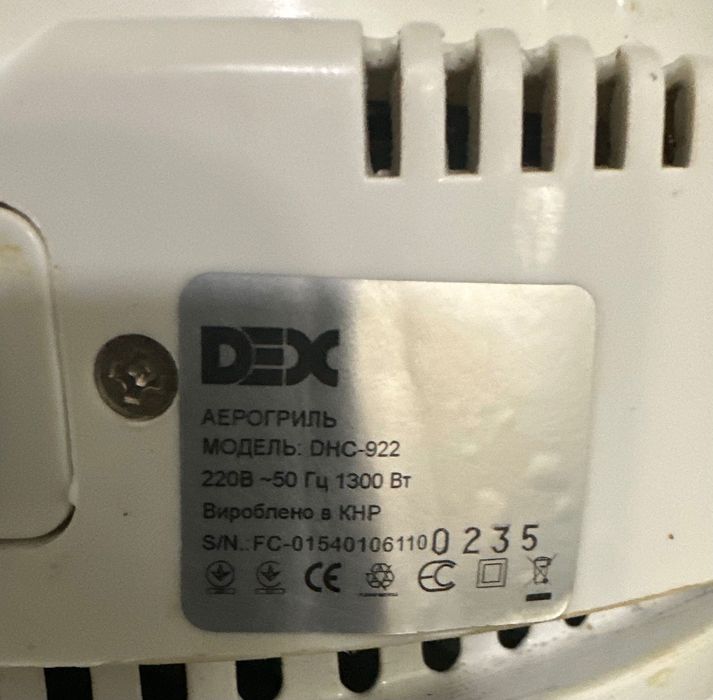 DEX
АЕРОГРИЛЬ
МОДЕЛЬ: DHC-922
220В ~50 Гц 1300 Вт
Вироблено в КНР
S/N.: FC-015401061100235